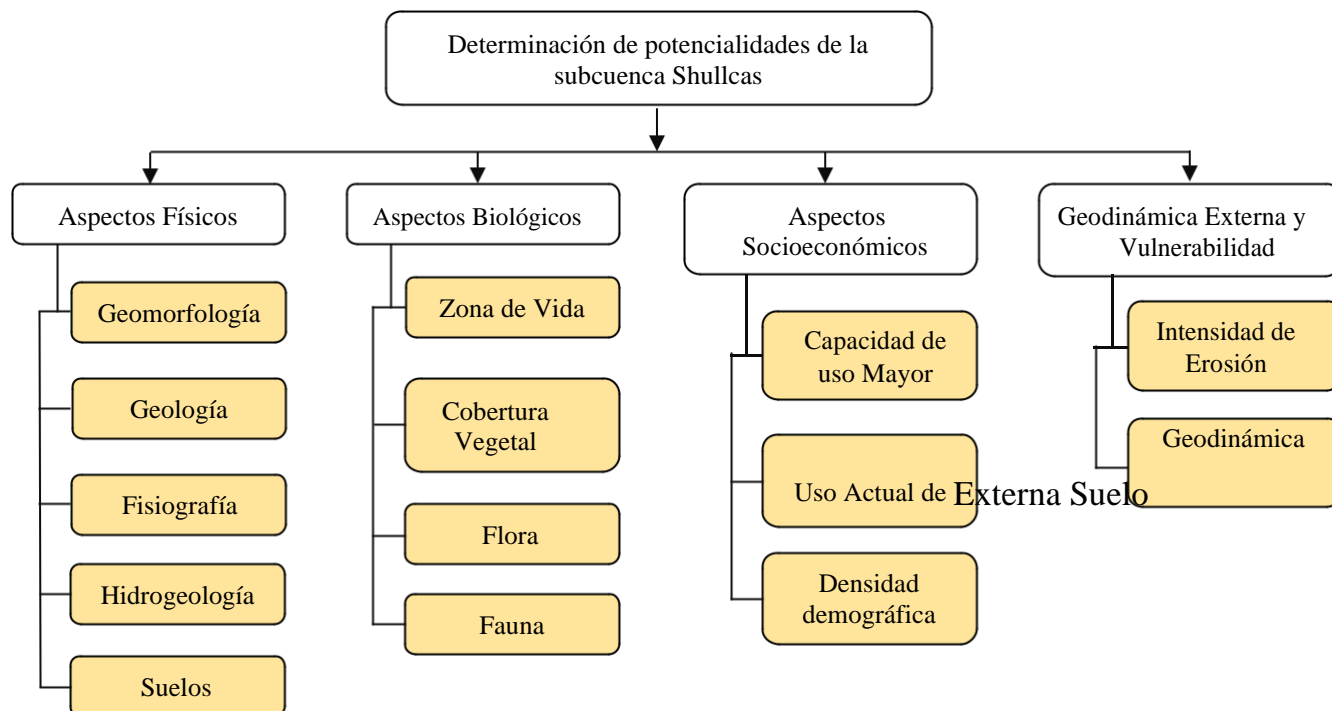 Determinación de potencialidades de la
subcuenca Shullcas
Aspectos Físicos
Geomorfología
Geología
Fisiografía
Hidrogeología
Suelos
Aspectos Biológicos
Zona de Vida
Cobertura
Vegetal
Flora
Fauna
Aspectos
Socioeconómicos
Capacidad de
uso Mayor
Uso Actual de Externa Suelo
Densidad
demográfica
Geodinámica Externa y
Vulnerabilidad
Intensidad de
Erosión
Geodinámica